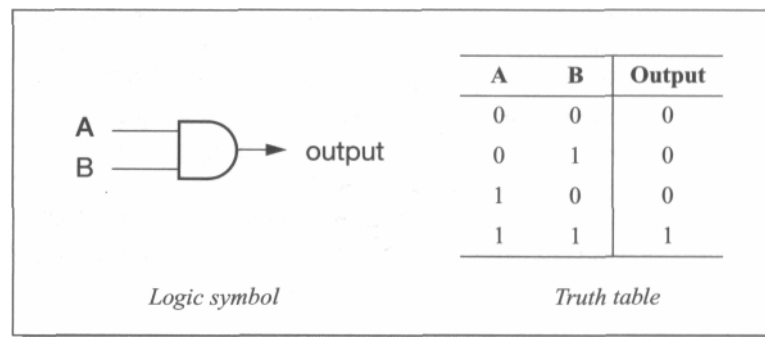 A
B
output
A B Output
0 0 0
0 1 0
1 0 0
1 1 1
Logic symbol
Truth table